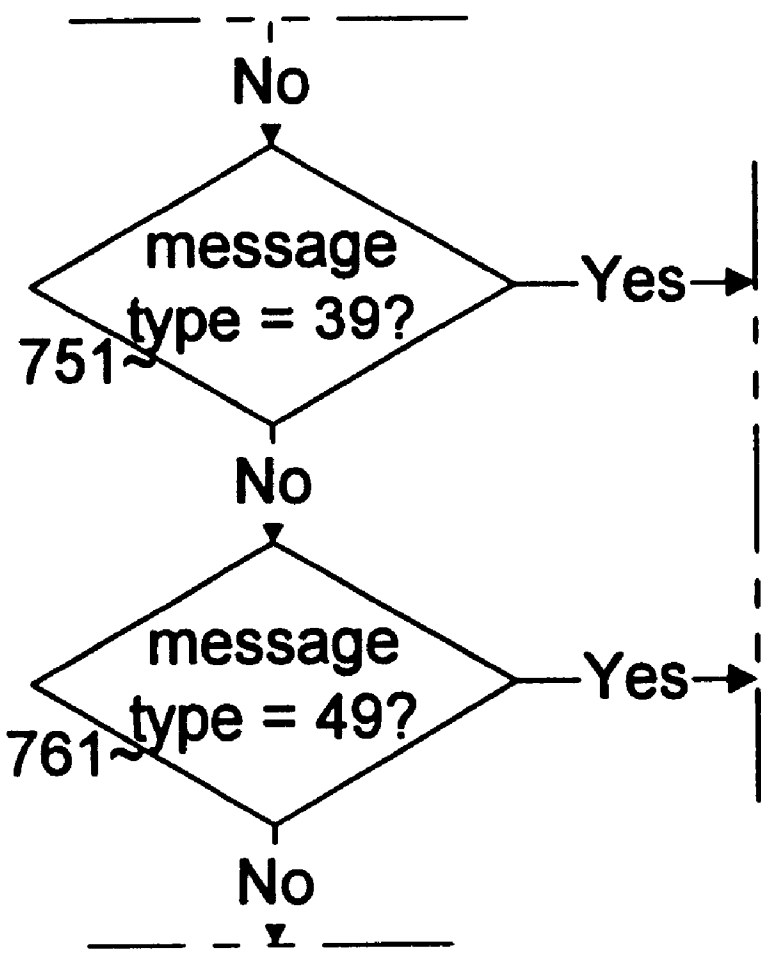 No
message
type = 39?
Yes
751~
No
message
type = 49?
Yes
761~
No